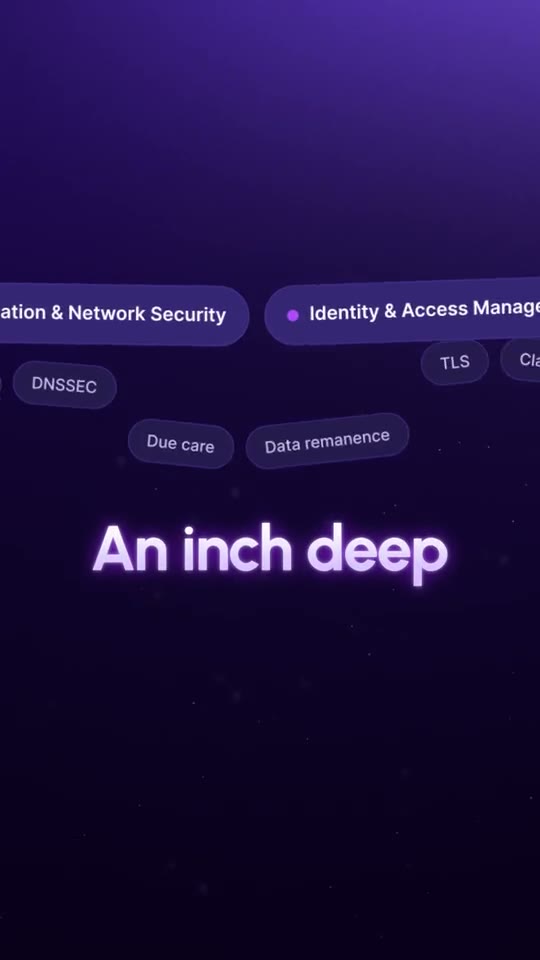 ation & Network Security
Identity & Access Manage
DNSSEC
TLS
Cla
Due care
Data remanence
An inch deep